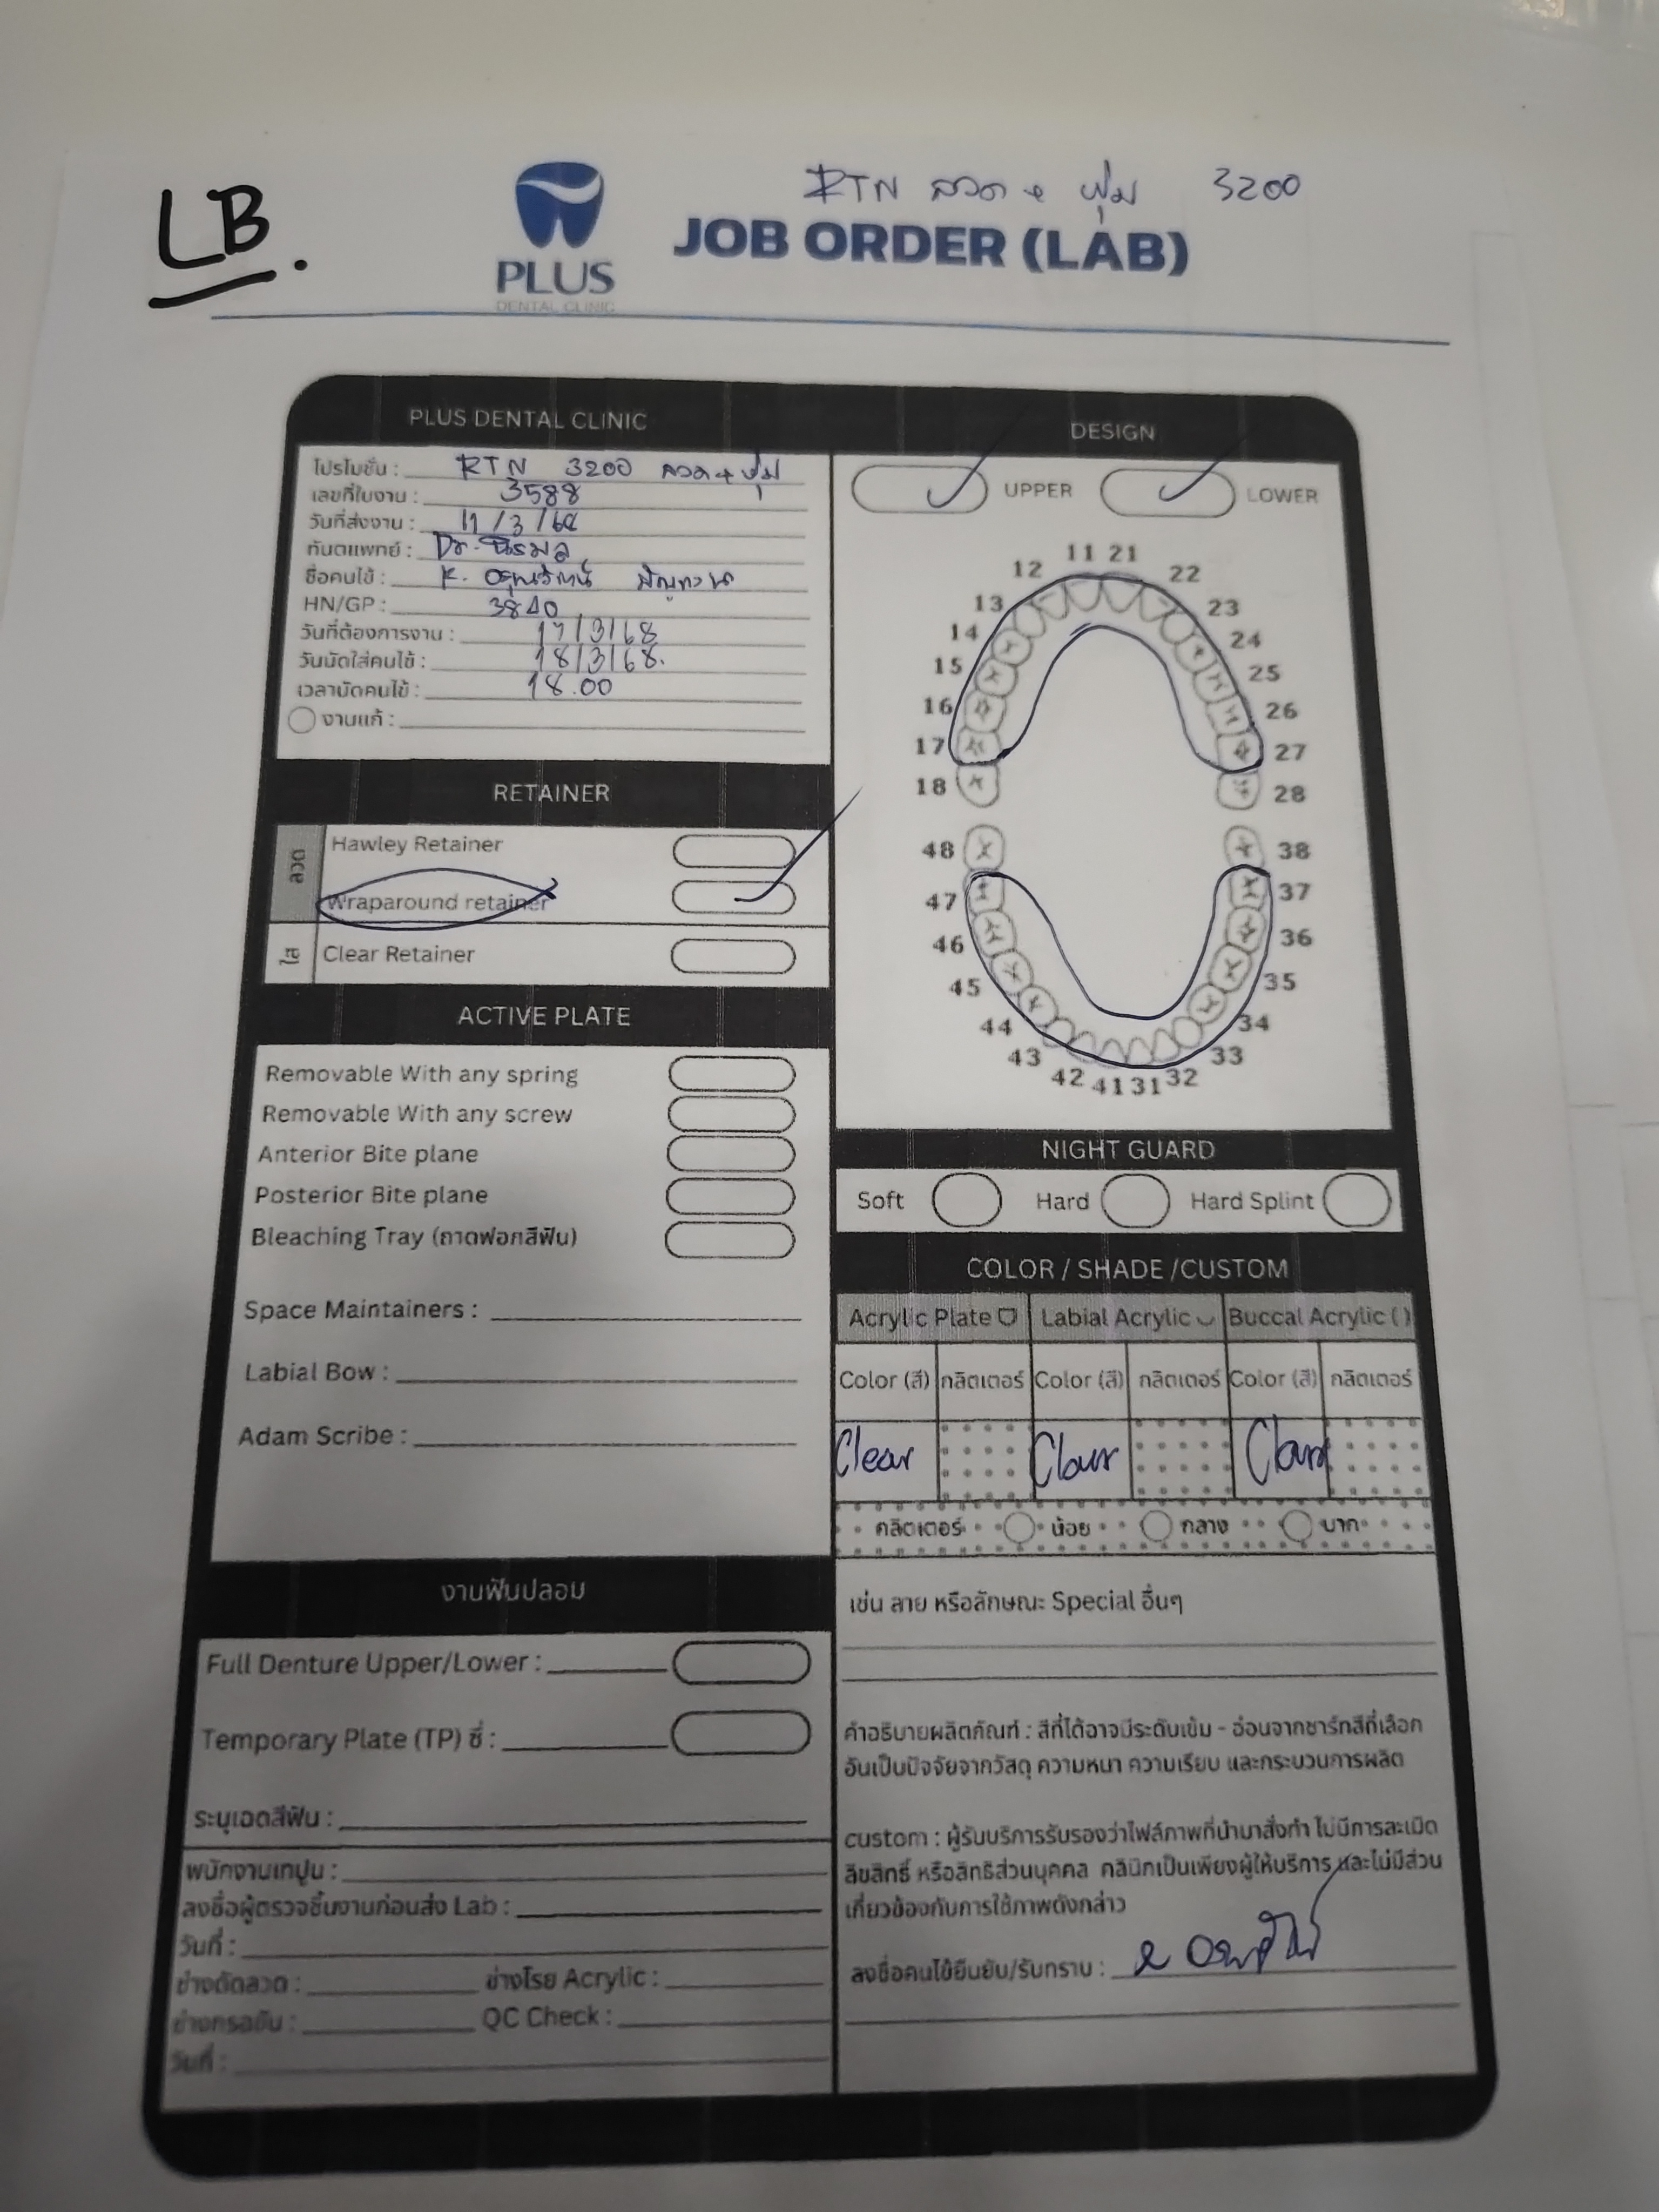 LB.
RTN ลวด + ฟุ่ม 3200
PLUS
DENTAL CLINIC
JOB ORDER (LAB)
PLUS DENTAL CLINIC
โปรโมชั่น : RTN 3200 ลวด + ฟุ่ม
เลขที่ใบงาน : 3588
วันที่ส่งงาน : 11/3/68
ทันตแพทย์ : Dr. นิรมล
ชื่อคนไข้ : K.
HN/GP : 3840
วันที่ต้องการงาน : 17/3/68
วันนัดใส่คนไข้ : 18/3/68.
เวลานัดคนไข้ : 18.00
งานแก้ :
RETAINER
ลวด
Hawley Retainer
Wraparound retainer
ใส
Clear Retainer
ACTIVE PLATE
Removable With any spring
Removable With any screw
Anterior Bite plane
Posterior Bite plane
Bleaching Tray (ถาดฟอกสีฟัน)
Space Maintainers :
Labial Bow :
Adam Scribe :
งานฟันปลอม
Full Denture Upper/Lower :
Temporary Plate (TP) ซี่ :
ระบุเฉดสีฟัน :
พนักงานเทปูน :
ลงชื่อผู้ตรวจชิ้นงานก่อนส่ง Lab :
วันที่ :
ช่างดัดลวด : ช่างโรย Acrylic :
ช่างกรอขัน : QC Check :
วันที่ :
DESIGN
UPPER LOWER
11 21
12 22
13 23
14 24
15 25
16 26
17 27
18 28
48 38
47 37
46 36
45 35
44 34
43 33
42 41 31 32
NIGHT GUARD
Soft Hard Hard Splint
COLOR / SHADE /CUSTOM
Acrylic Plate Labial Acrylic Buccal Acrylic ( )
Color (สี) กลิตเตอร์ Color (สี) กลิตเตอร์ Color (สี) กลิตเตอร์
Clear Clear Clear
กลิตเตอร์ น้อย กลาง มาก
เช่น ลาย หรือลักษณะ Special อื่นๆ
คำอธิบายผลิตภัณฑ์ : สีที่ได้อาจมีระดับเข้ม - อ่อนจากชาร์ทสีที่เลือก
อันเป็นปัจจัยจากวัสดุ ความหนา ความเรียบ และกระบวนการผลิต
custom : ผู้รับบริการรับรองว่าไฟล์ภาพที่นำมาสั่งทำ ไม่มีการละเมิด
ลิขสิทธิ์ หรือสิทธิส่วนบุคคล คลินิกเป็นเพียงผู้ให้บริการ และไม่มีส่วน
เกี่ยวข้องกับการใช้ภาพดังกล่าว
ลงชื่อคนไข้ยืนยัน/รับทราบ :